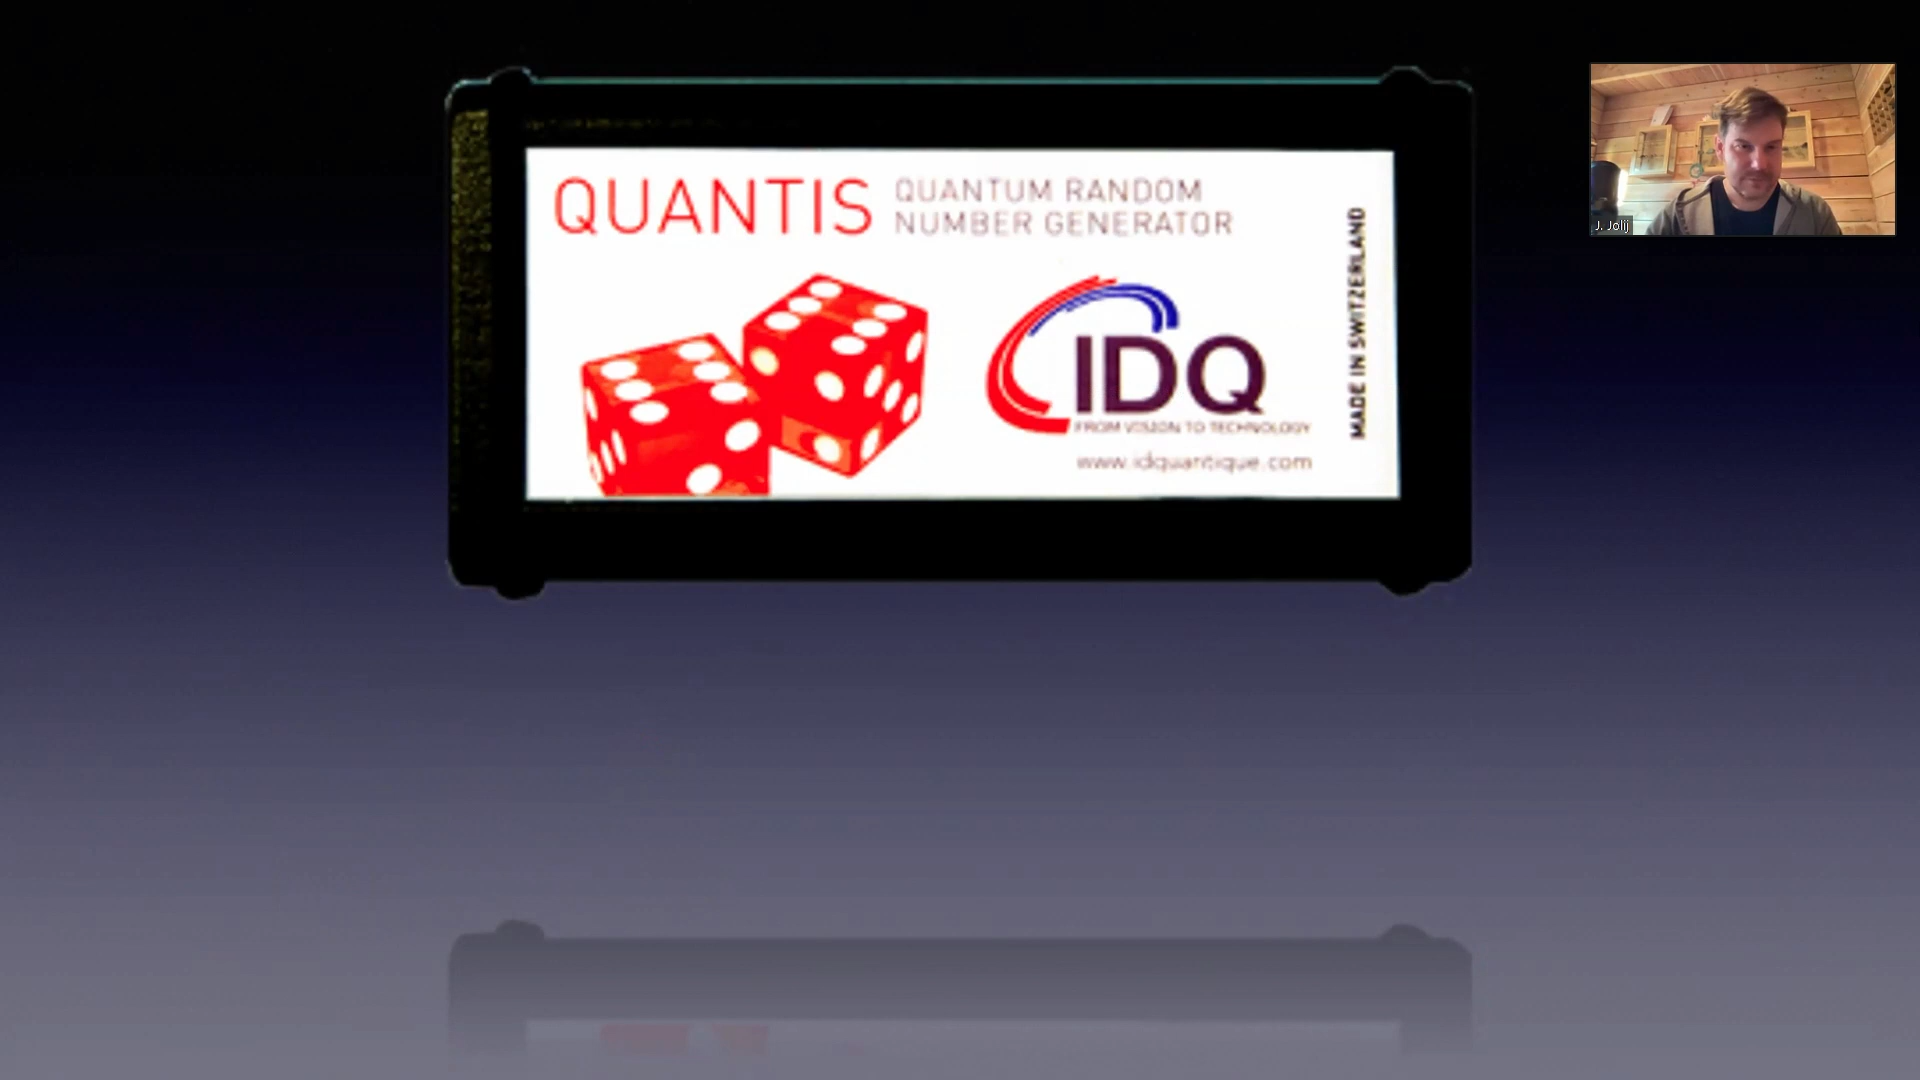 QUANTIS
QUANTUM RANDOM
NUMBER GENERATOR
IDQ
FROM VISION TO TECHNOLOGY
www.idquantique.com
MADE IN SWITZERLAND
J. Jolij